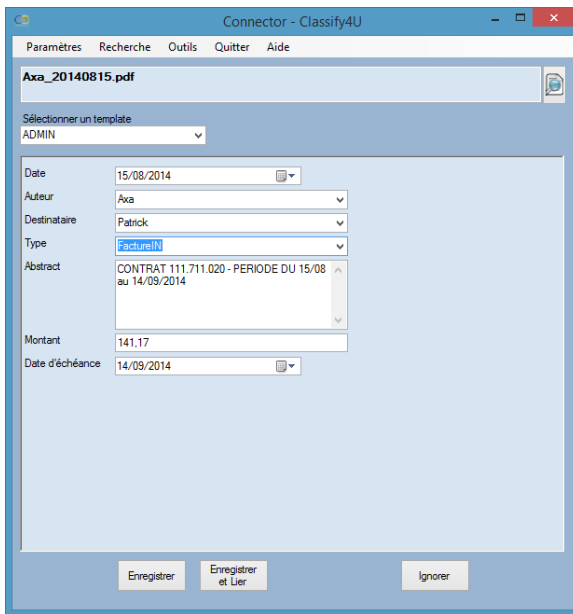 Connector - Classify4U
Paramètres Recherche Outils Quitter Aide
Axa_20140815.pdf
Sélectionner un template
ADMIN
Date 15/08/2014
Auteur Axa
Destinataire Patrick
Type FactureIN
Abstract CONTRAT 111.711.020 - PERIODE DU 15/08
au 14/09/2014
Montant 141,17
Date d'échéance 14/09/2014
Enregistrer
Enregistrer
et Lier
Ignorer